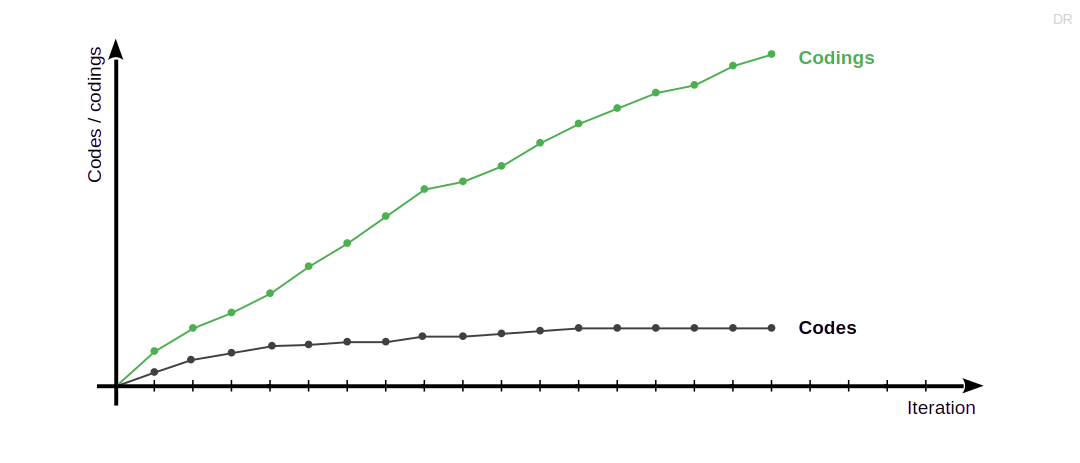 DR
Codes / codings
Codings
Codes
Iteration